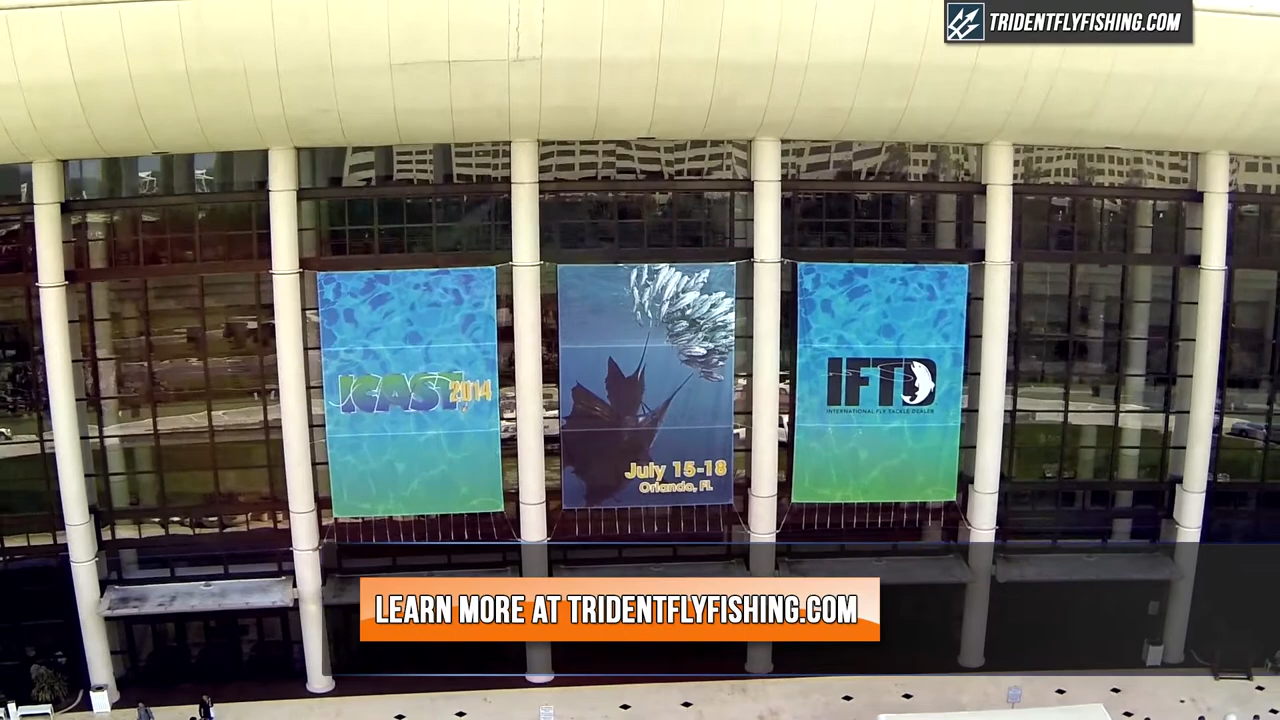 TRIDENTFLYFISHING.COM
ICAST 2014
July 15-18
Orlando, FL
IFTD
INTERNATIONAL FLY TACKLE DEALER
LEARN MORE AT TRIDENTFLYFISHING.COM